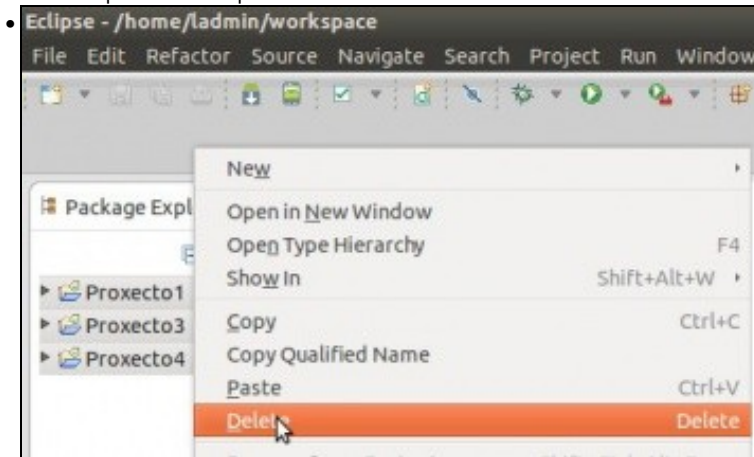 Eclipse - /home/ladmin/workspace
File Edit Refactor Source Navigate Search Project Run Window
New
Package Expl
Open in New Window
Open Type Hierarchy F4
Show In Shift+Alt+W
Proxecto1
Copy Ctrl+C
Proxecto3
Copy Qualified Name
Proxecto4
Paste Ctrl+V
Delete Delete